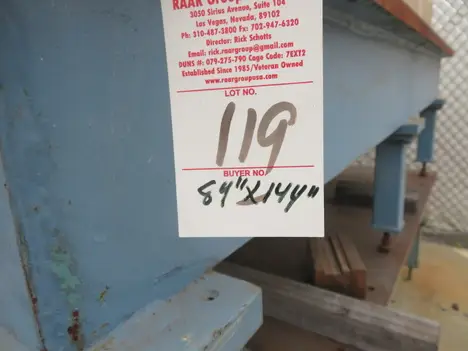 RAAR Group
3050 Sirius Avenue, Suite 104
Las Vegas, Nevada, 89102
Ph: 310-487-3800 Fx: 702-947-6320
Director: Rick Schotts
Email: rick.raargroup@gmail.com
DUNS #: 079-275-790 Cage Code: 7EXT2
Established Since 1985/Veteran Owned
www.raargroupusa.com
LOT NO.
119
BUYER NO.
84"X144"